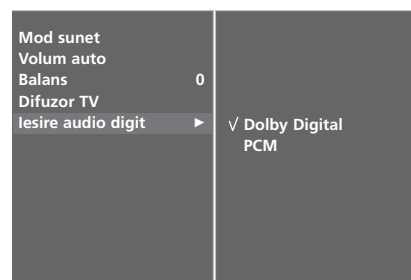 Mod sunet
Volum auto
Balans 0
Difuzor TV
Iesire audio digit ►
√ Dolby Digital
PCM